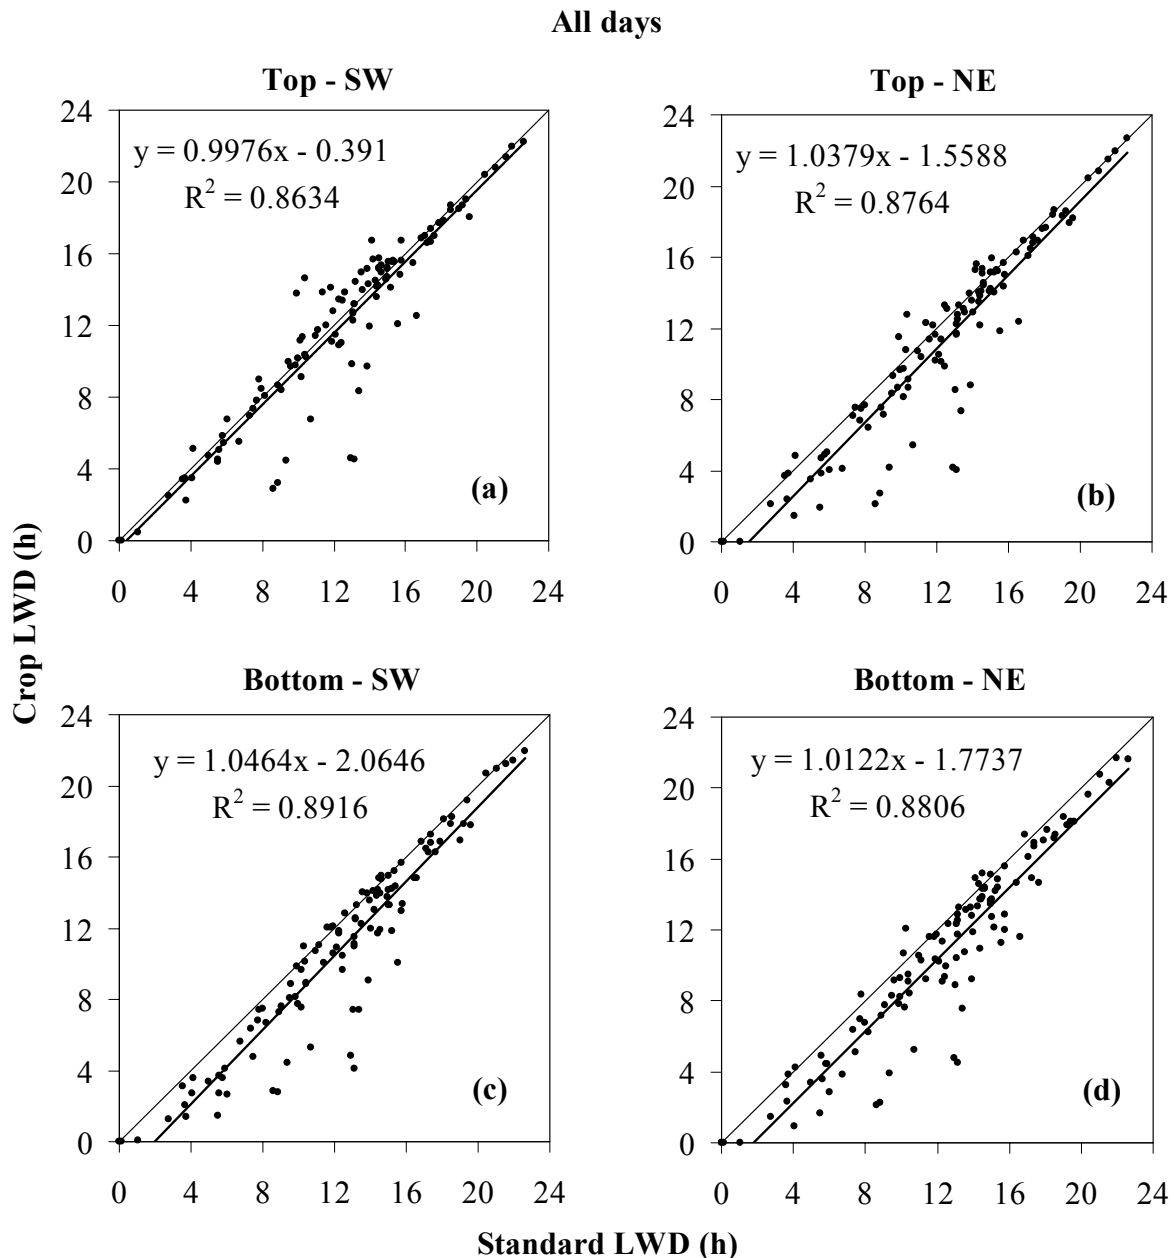 All days
Top - SW
Top - NE
y = 0.9976x - 0.391
R² = 0.8634
(a)
24
20
16
12
8
4
0
0 4 8 12 16 20 24
y = 1.0379x - 1.5588
R² = 0.8764
(b)
24
20
16
12
8
4
0
0 4 8 12 16 20 24
Crop LWD (h)
Bottom - SW
Bottom - NE
y = 1.0464x - 2.0646
R² = 0.8916
(c)
24
20
16
12
8
4
0
0 4 8 12 16 20 24
y = 1.0122x - 1.7737
R² = 0.8806
(d)
24
20
16
12
8
4
0
0 4 8 12 16 20 24
Standard LWD (h)